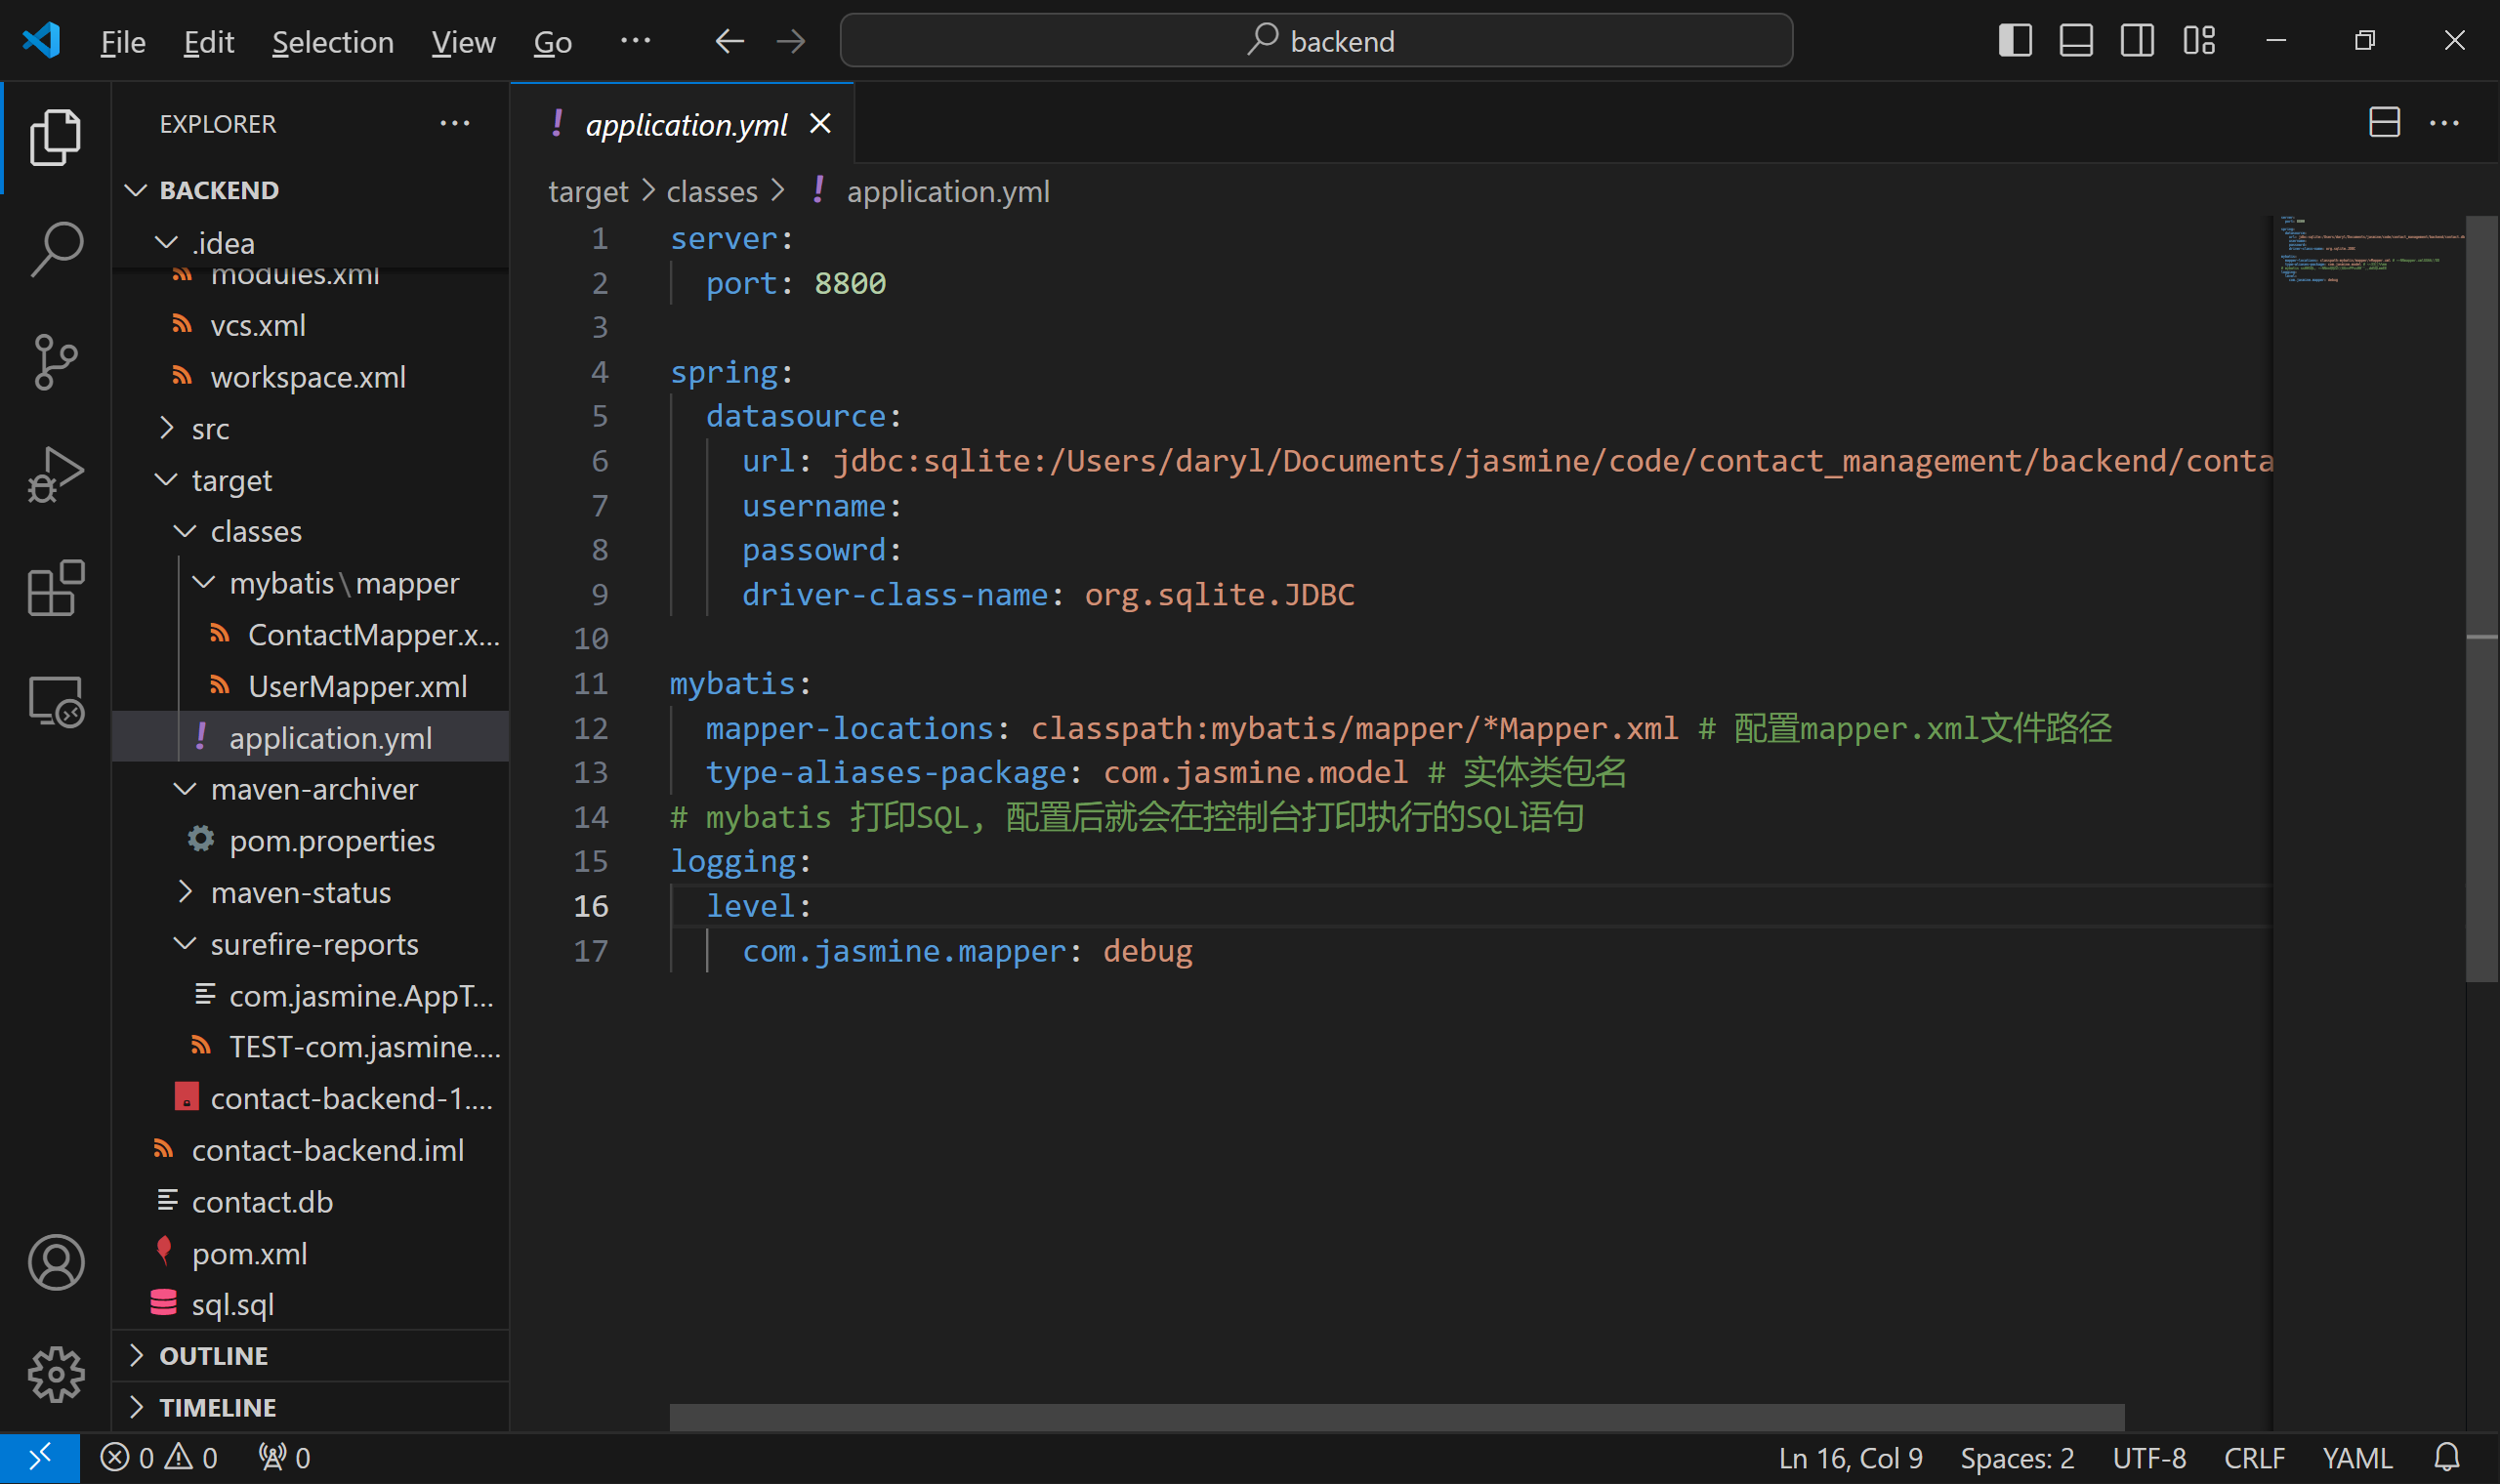 File Edit Selection View Go ··· backend
EXPLORER ···
BACKEND
.idea
modules.xml
vcs.xml
workspace.xml
src
target
classes
mybatis\mapper
ContactMapper.x...
UserMapper.xml
application.yml
maven-archiver
pom.properties
maven-status
surefire-reports
com.jasmine.AppT...
TEST-com.jasmine....
contact-backend-1....
contact-backend.iml
contact.db
pom.xml
sql.sql
OUTLINE
TIMELINE
! application.yml
target > classes > ! application.yml
1 server:
2 port: 8800
3
4 spring:
5 datasource:
6 url: jdbc:sqlite:/Users/daryl/Documents/jasmine/code/contact_management/backend/conta
7 username:
8 passowrd:
9 driver-class-name: org.sqlite.JDBC
10
11 mybatis:
12 mapper-locations: classpath:mybatis/mapper/*Mapper.xml # 配置mapper.xml文件路径
13 type-aliases-package: com.jasmine.model # 实体类包名
14 # mybatis 打印SQL, 配置后就会在控制台打印执行的SQL语句
15 logging:
16 level:
17 com.jasmine.mapper: debug
0 0 0 Ln 16, Col 9 Spaces: 2 UTF-8 CRLF YAML